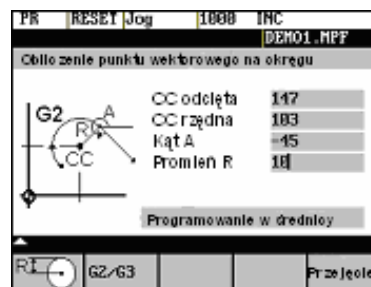 PR RESET Jog 1000 INC
DEMO1.MPF
Obliozenie punktu wektorowego na okręgu
G2 A
R
CC
CC odcięta 147
CC rzędna 103
Kąt A -45
Promień R 10
Programowanie w średnicy
R G2/G3 Przejęcie